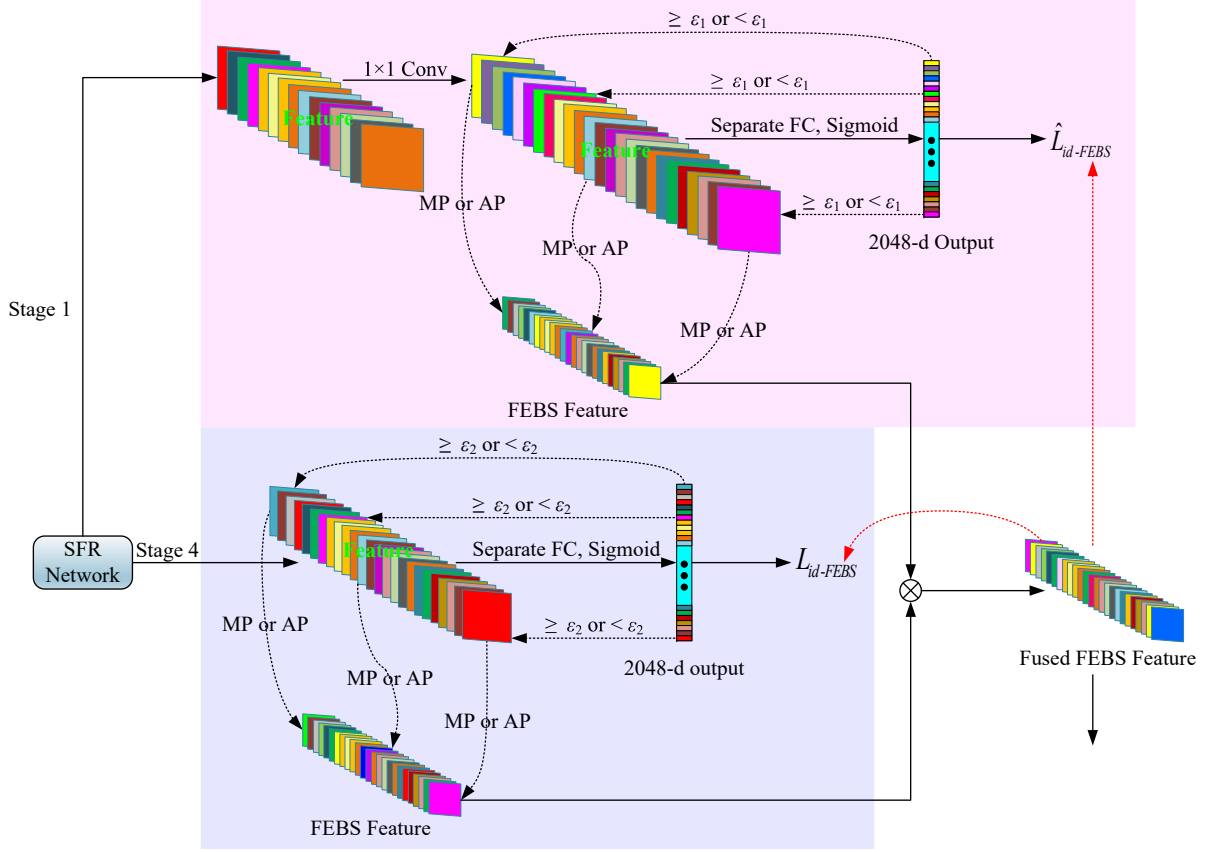 ≥ ε1 or < ε1
1×1 Conv
≥ ε1 or < ε1
Feature
Separate FC, Sigmoid
L̂id-FEBS
Feature
MP or AP
≥ ε1 or < ε1
MP or AP
2048-d Output
Stage 1
MP or AP
FEBS Feature
≥ ε2 or < ε2
≥ ε2 or < ε2
SFR
Network
Stage 4
Feature
Separate FC, Sigmoid
Lid-FEBS
MP or AP
≥ ε2 or < ε2
2048-d output
Fused FEBS Feature
MP or AP
MP or AP
FEBS Feature